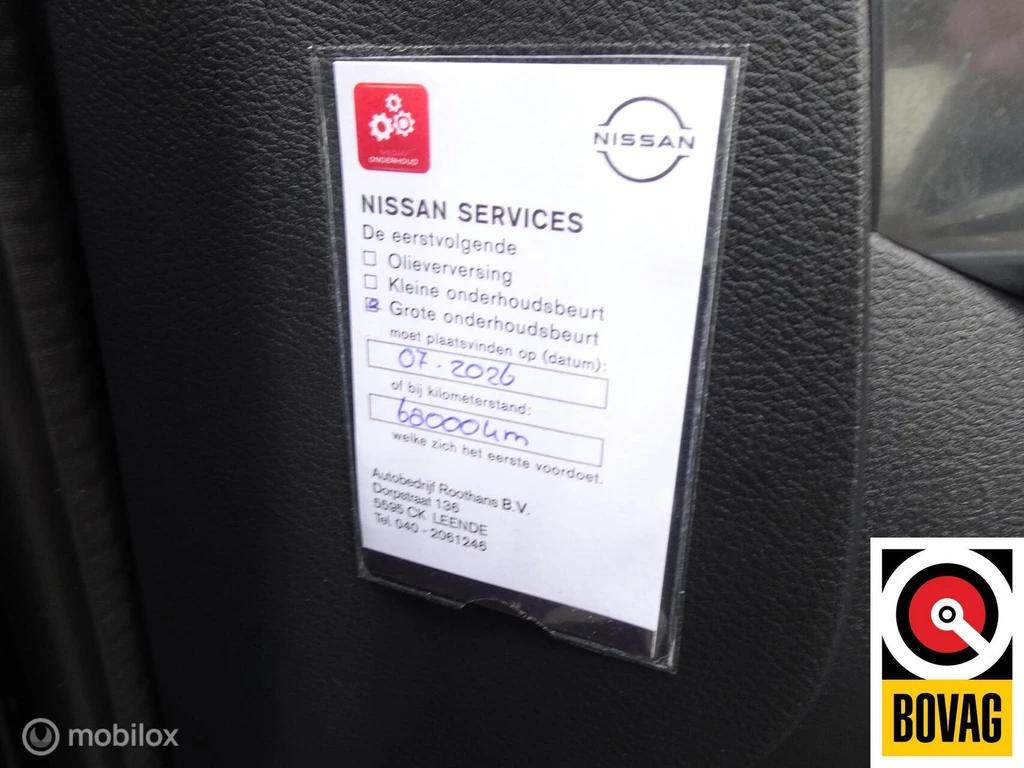 ONDERHOUD
NISSAN
NISSAN SERVICES
De eerstvolgende
Olieverversing
Kleine onderhoudsbeurt
Grote onderhoudsbeurt
moet plaatsvinden op (datum):
07-2026
of bij kilometerstand:
68000km
welke zich het eerste voordoet.
Autobedrijf Roothans B.V.
Dorpstraat 136
5595 CK LEENDE
Tel. 040 - 2061246
BOVAG
mobilox